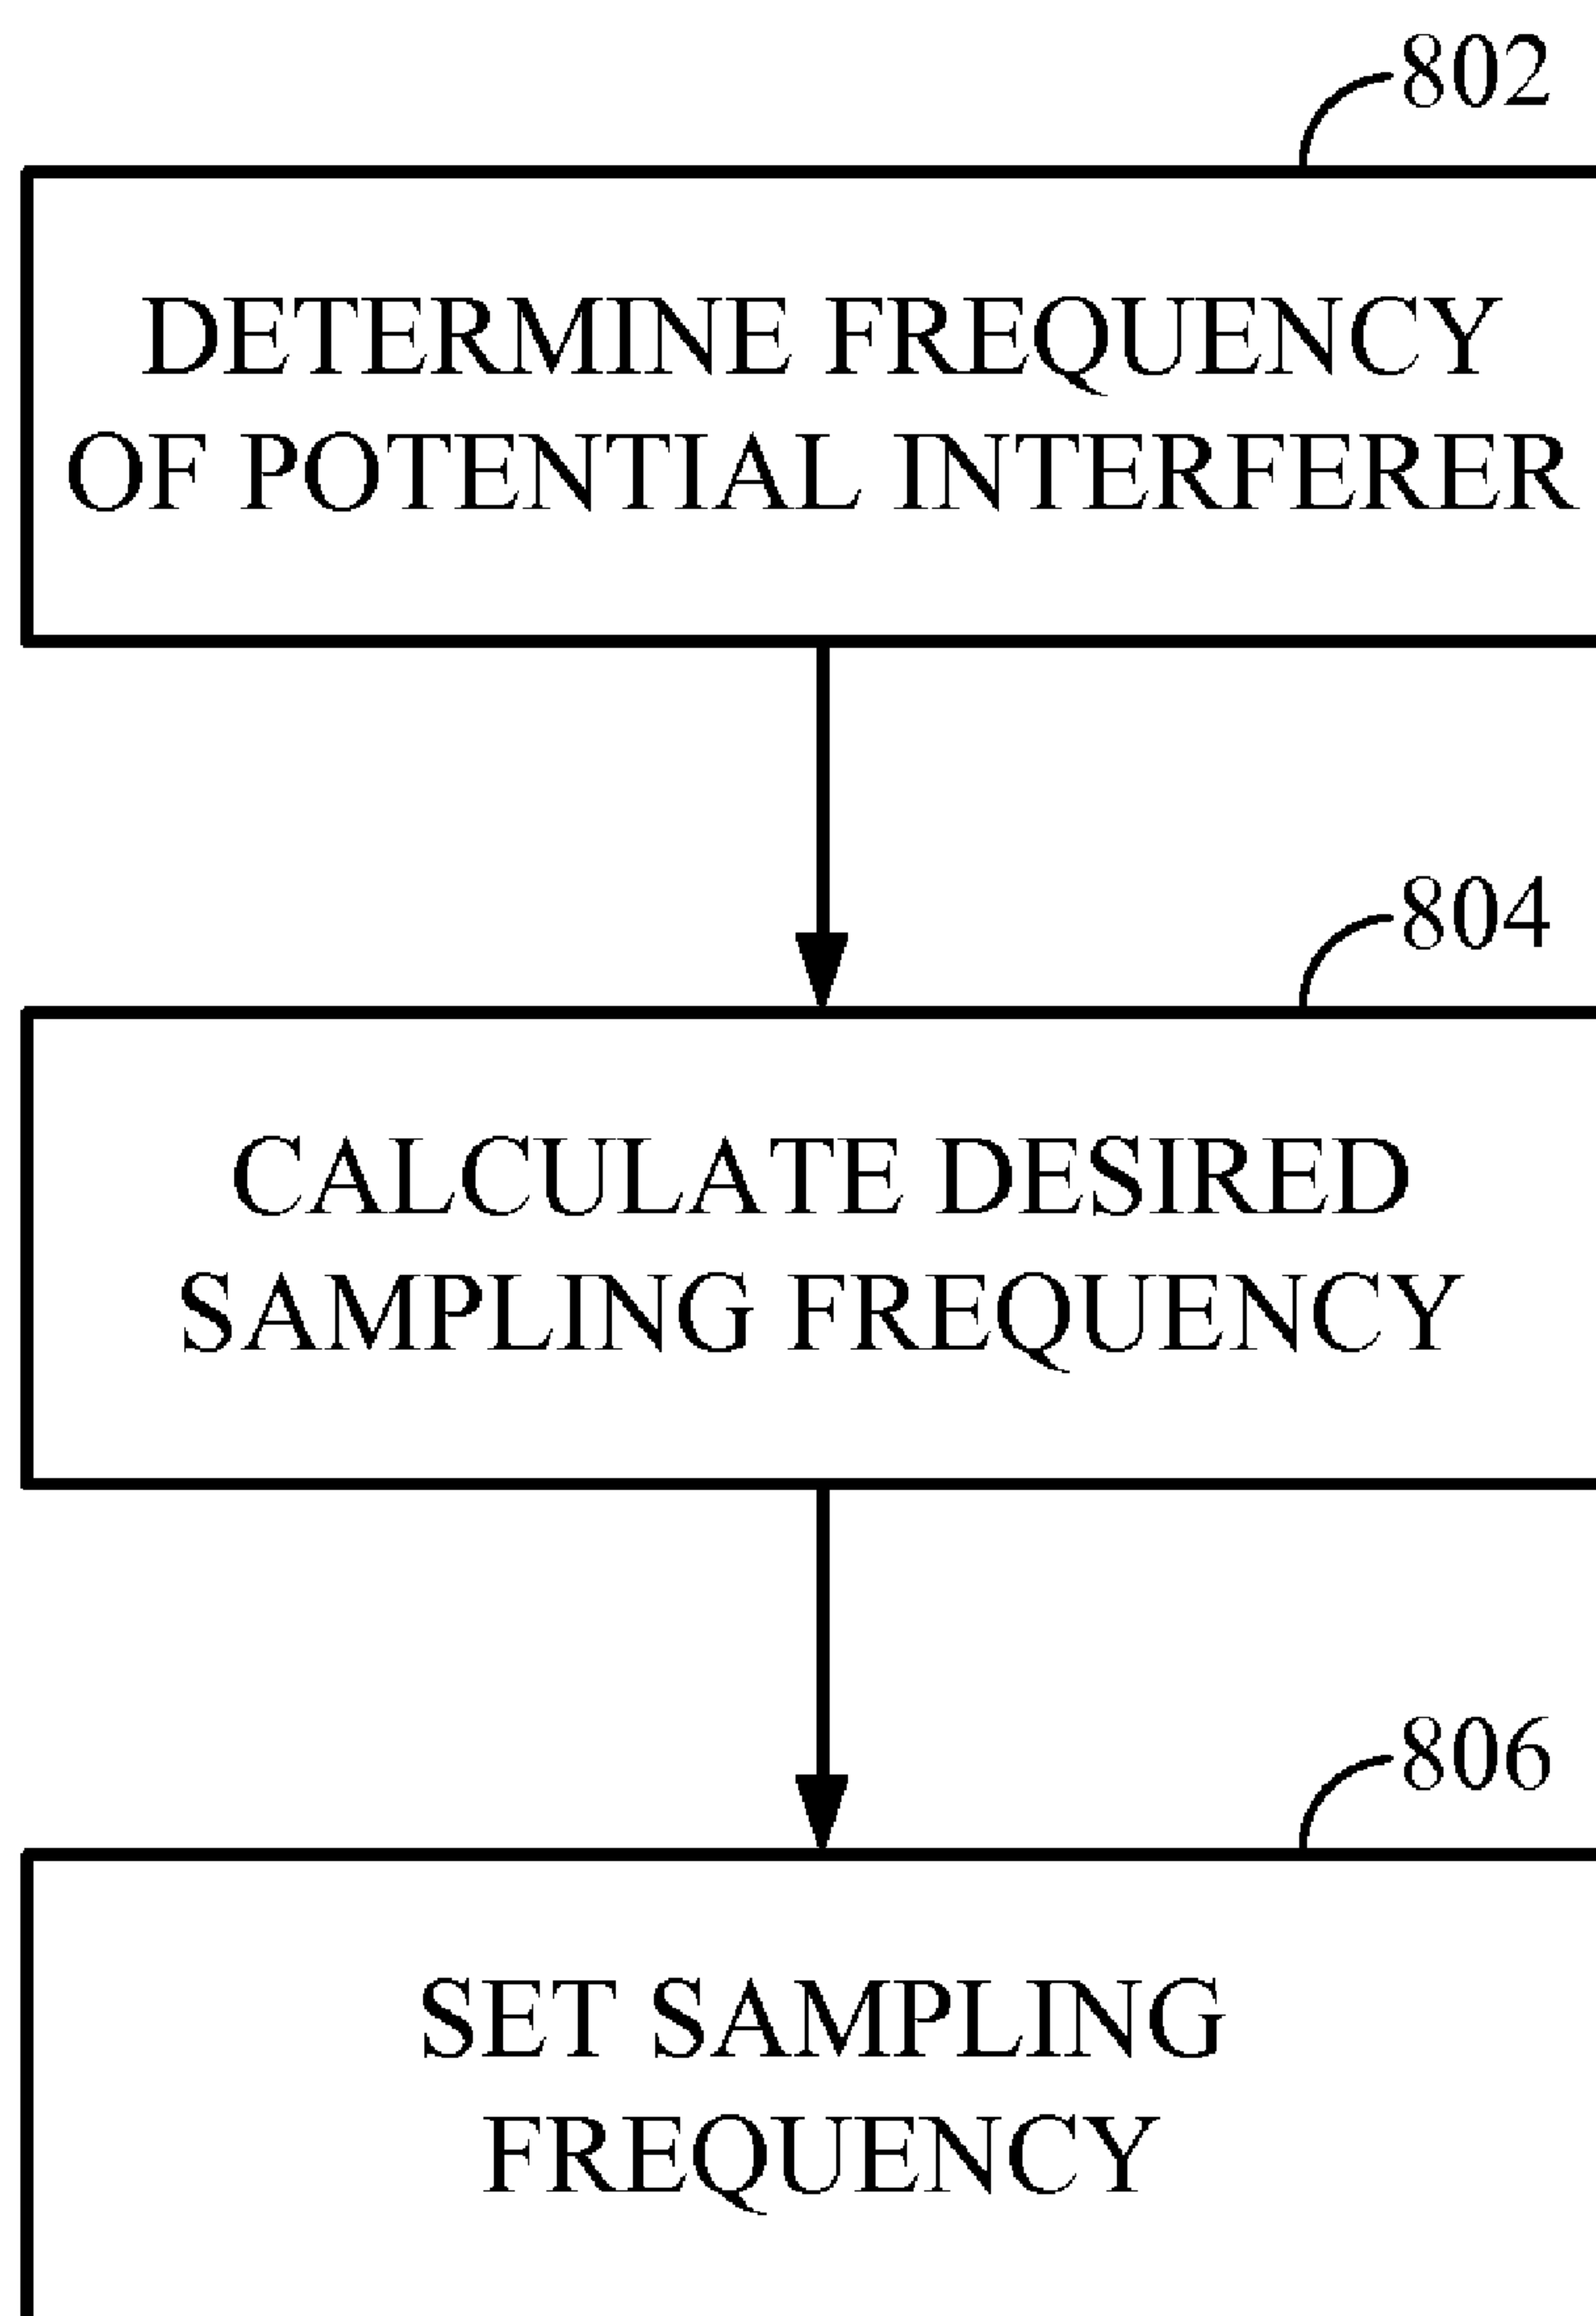 802
DETERMINE FREQUENCY
OF POTENTIAL INTERFERER
804
CALCULATE DESIRED
SAMPLING FREQUENCY
806
SET SAMPLING
FREQUENCY